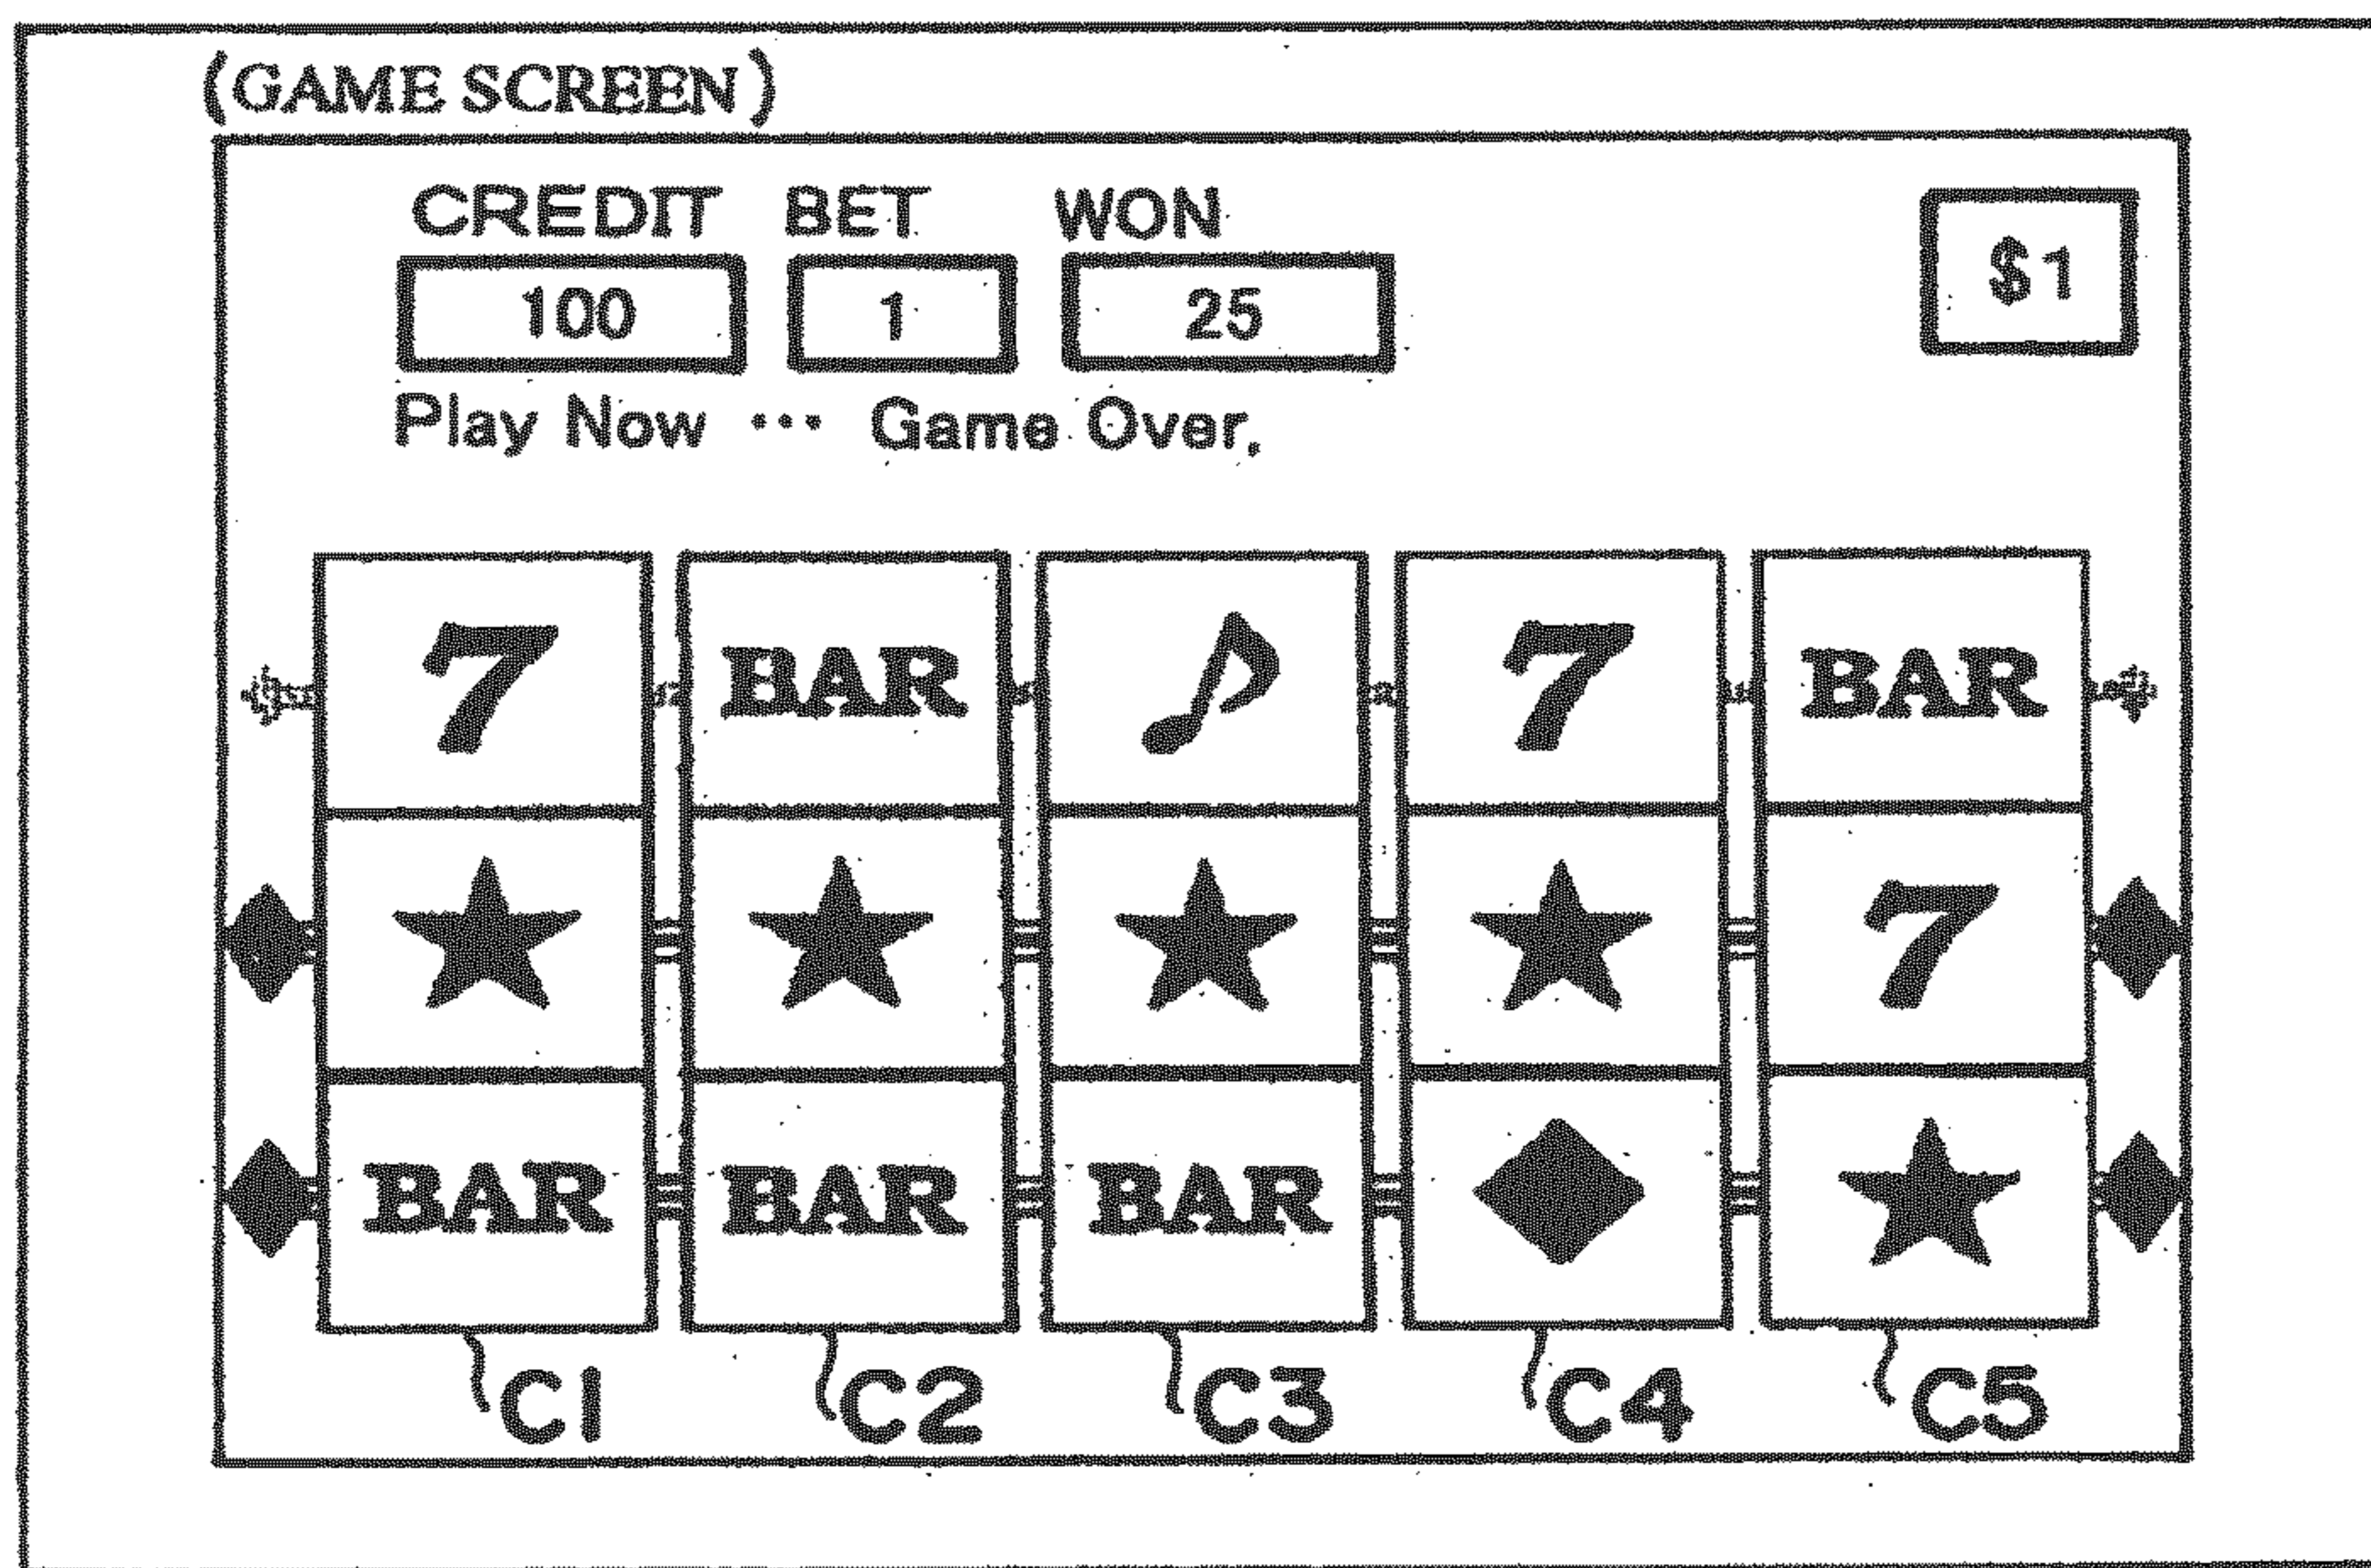 (GAME SCREEN)
CREDIT BET WON
100 1 25 $1
Play Now ··· Game Over.
7 BAR 7 BAR
7
BAR BAR BAR
C1 C2 C3 C4 C5